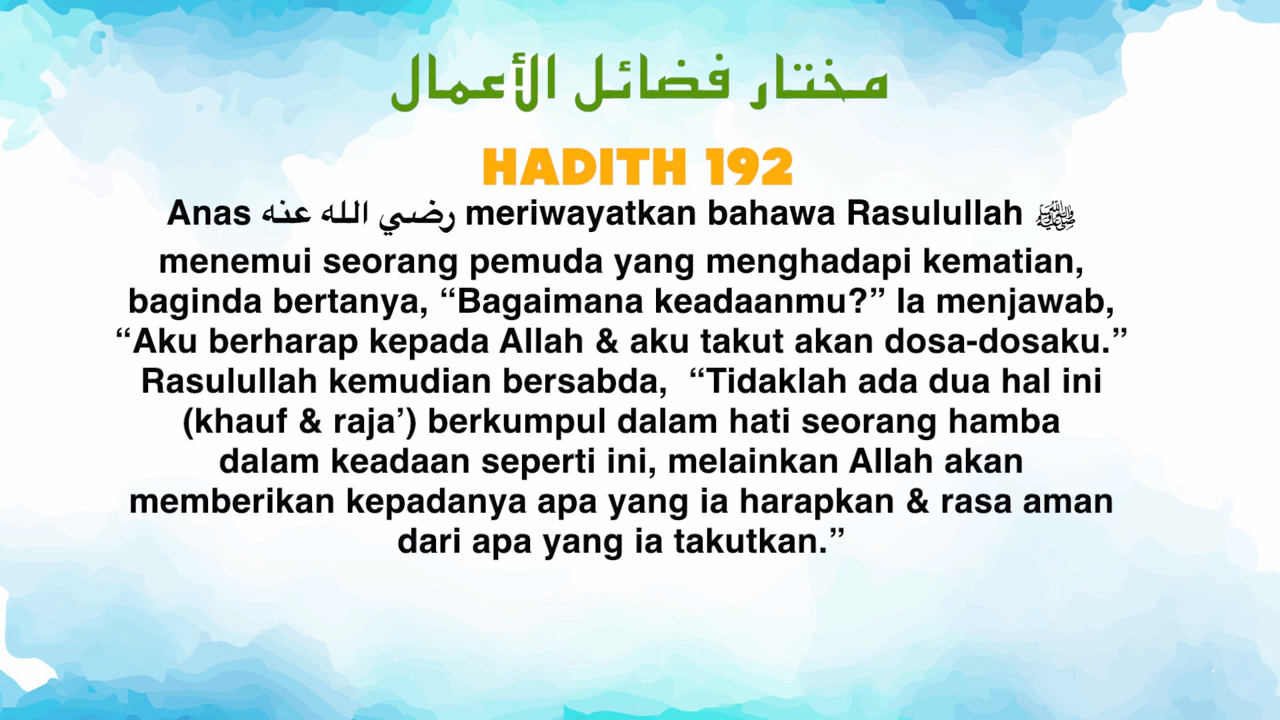 مختار فضائل الأعمال
HADITH 192
Anas رضي الله عنه meriwayatkan bahawa Rasulullah ﷺ
menemui seorang pemuda yang menghadapi kematian,
baginda bertanya, “Bagaimana keadaanmu?” Ia menjawab,
“Aku berharap kepada Allah & aku takut akan dosa-dosaku.”
Rasulullah kemudian bersabda,  “Tidaklah ada dua hal ini
(khauf & raja’) berkumpul dalam hati seorang hamba
dalam keadaan seperti ini, melainkan Allah akan
memberikan kepadanya apa yang ia harapkan & rasa aman
dari apa yang ia takutkan.”